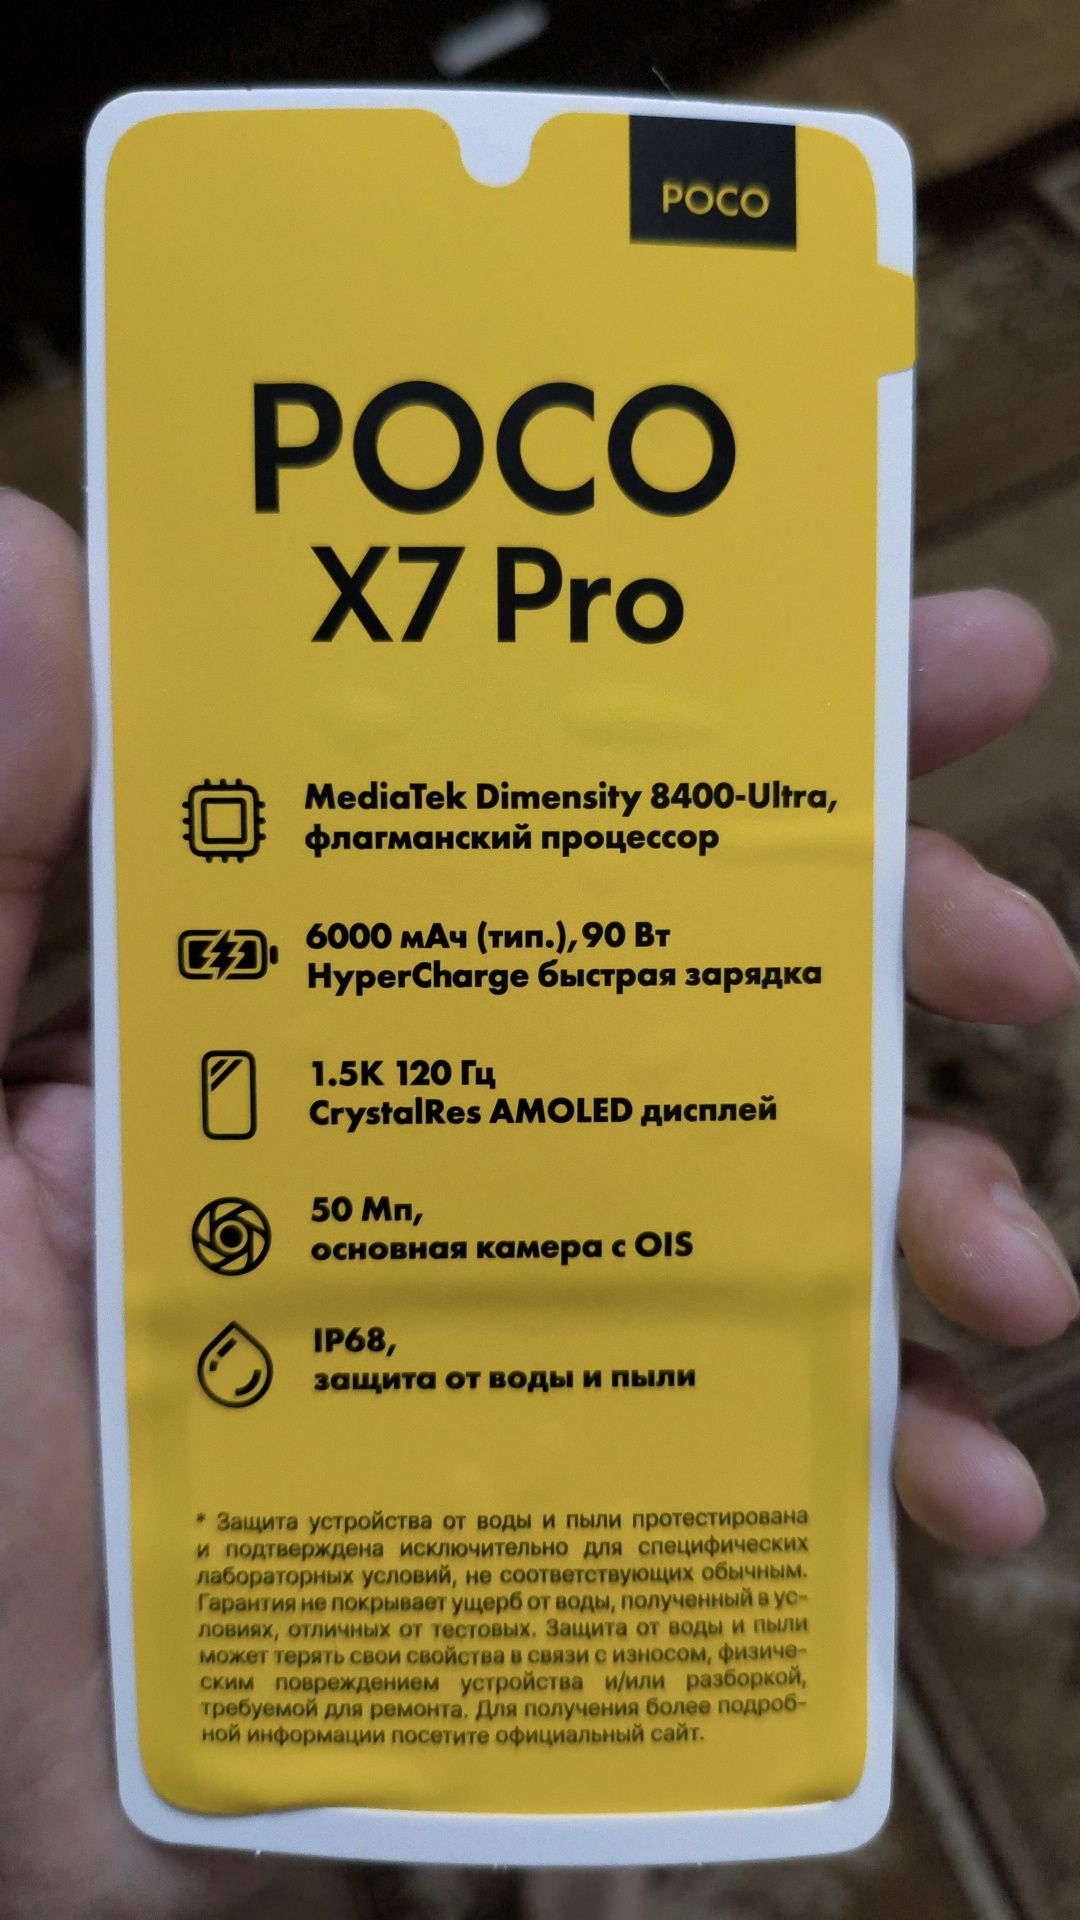 POCO
POCO
X7 Pro
MediaTek Dimensity 8400-Ultra,
флагманский процессор
6000 мАч (тип.), 90 Вт
HyperCharge быстрая зарядка
1.5K 120 Гц
CrystalRes AMOLED дисплей
50 Мп,
основная камера с OIS
IP68,
защита от воды и пыли
* Защита устройства от воды и пыли протестирована
и подтверждена исключительно для специфических
лабораторных условий, не соответствующих обычным.
Гарантия не покрывает ущерб от воды, полученный в ус-
ловиях, отличных от тестовых. Защита от воды и пыли
может терять свои свойства в связи с износом, физиче-
ским повреждением устройства и/или разборкой,
требуемой для ремонта. Для получения более подроб-
ной информации посетите официальный сайт.